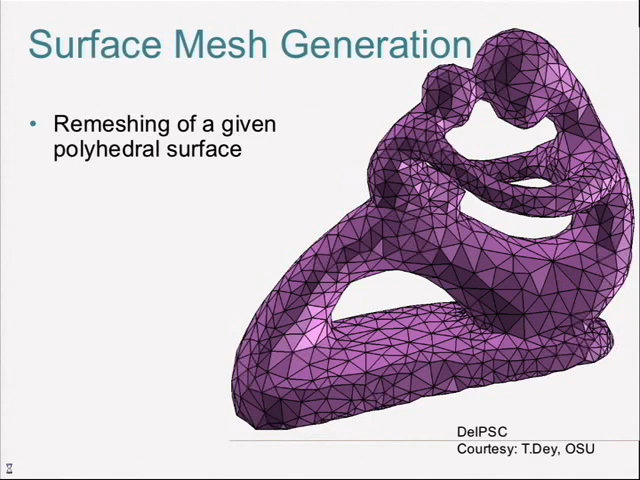 Surface Mesh Generation
• Remeshing of a given
polyhedral surface
DelPSC
Courtesy: T.Dey, OSU